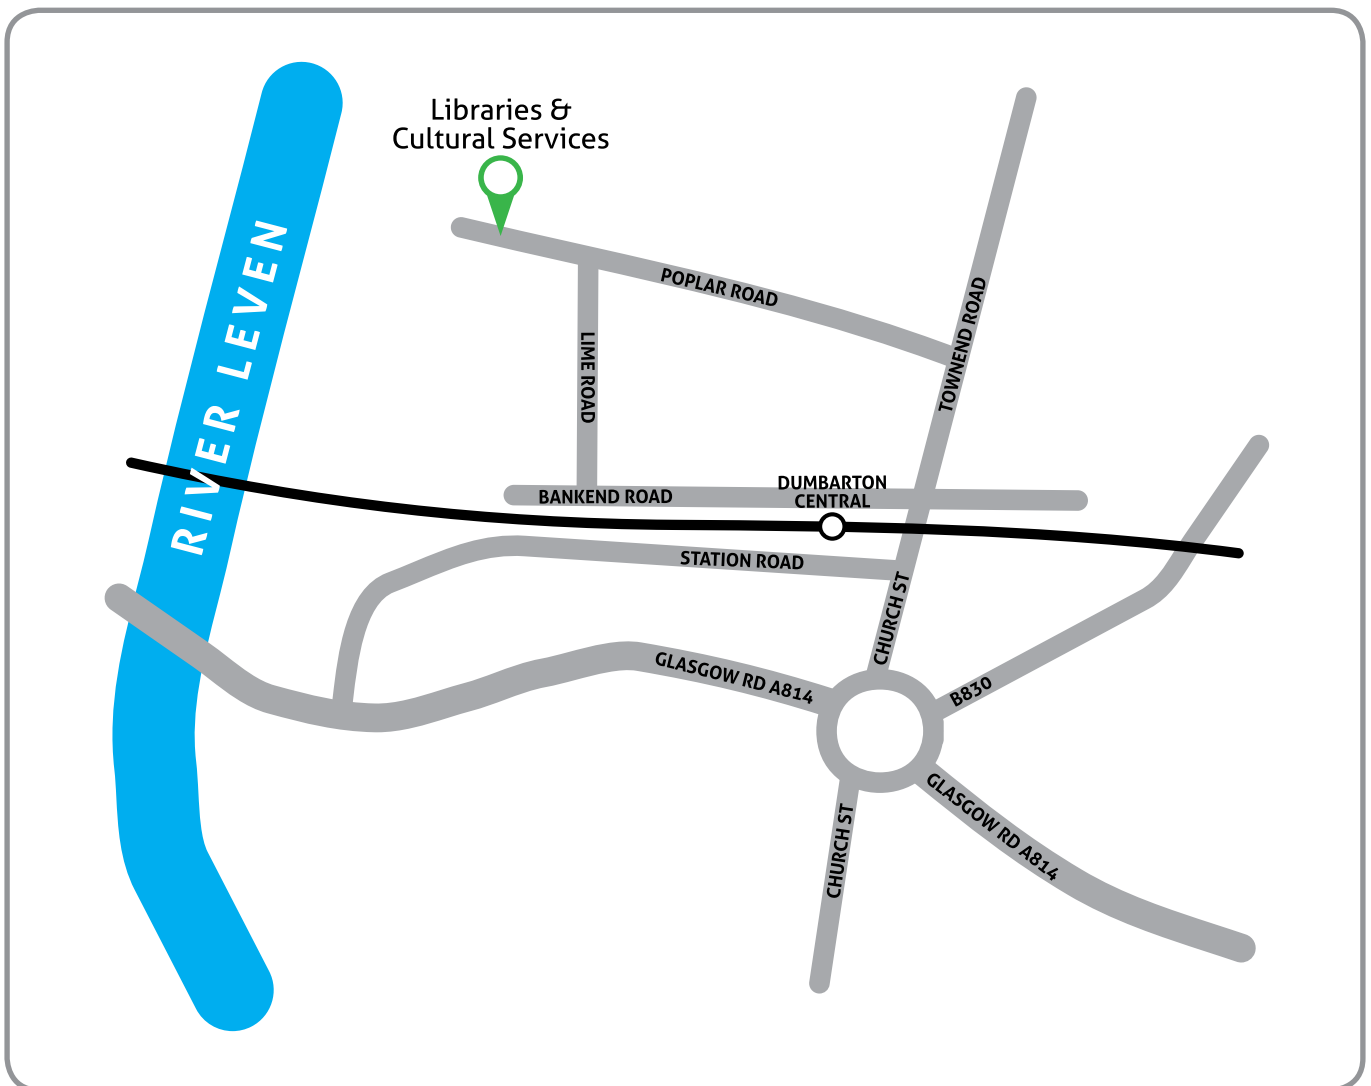 Libraries &
Cultural Services
RIVER LEVEN
POPLAR ROAD
TOWNEND ROAD
LIME ROAD
DUMBARTON
CENTRAL
BANKEND ROAD
STATION ROAD
CHURCH ST
GLASGOW RD A814
B830
GLASGOW RD A814
CHURCH ST